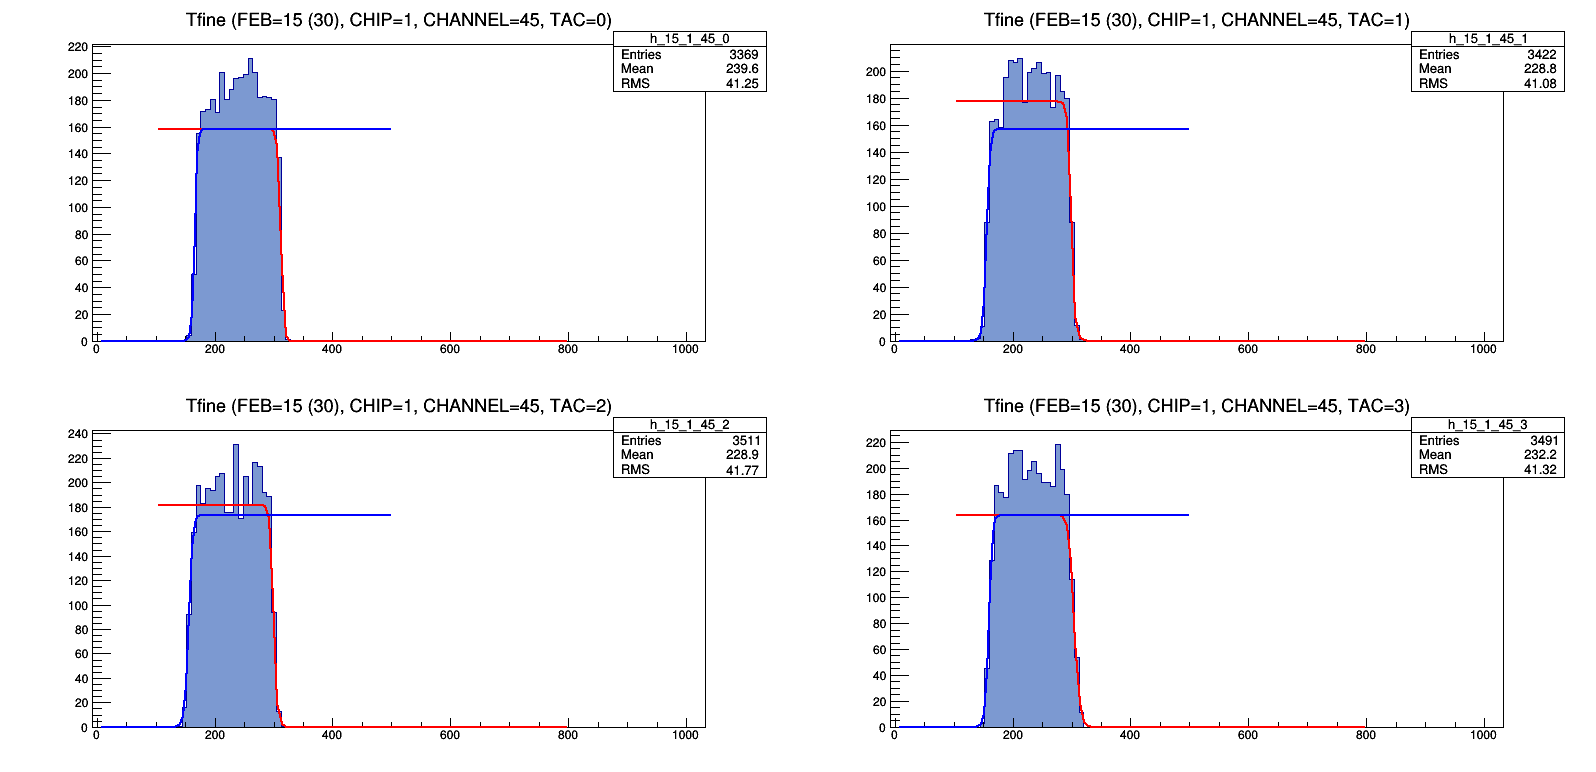 Tfine (FEB=15 (30), CHIP=1, CHANNEL=45, TAC=0)
h_15_1_45_0
Entries 3369
Mean 239.6
RMS 41.25
220
200
180
160
140
120
100
80
60
40
20
0
0 200 400 600 800 1000
Tfine (FEB=15 (30), CHIP=1, CHANNEL=45, TAC=1)
h_15_1_45_1
Entries 3422
Mean 228.8
RMS 41.08
200
180
160
140
120
100
80
60
40
20
0
0 200 400 600 800 1000
Tfine (FEB=15 (30), CHIP=1, CHANNEL=45, TAC=2)
h_15_1_45_2
Entries 3511
Mean 228.9
RMS 41.77
240
220
200
180
160
140
120
100
80
60
40
20
0
0 200 400 600 800 1000
Tfine (FEB=15 (30), CHIP=1, CHANNEL=45, TAC=3)
h_15_1_45_3
Entries 3491
Mean 232.2
RMS 41.32
220
200
180
160
140
120
100
80
60
40
20
0
0 200 400 600 800 1000